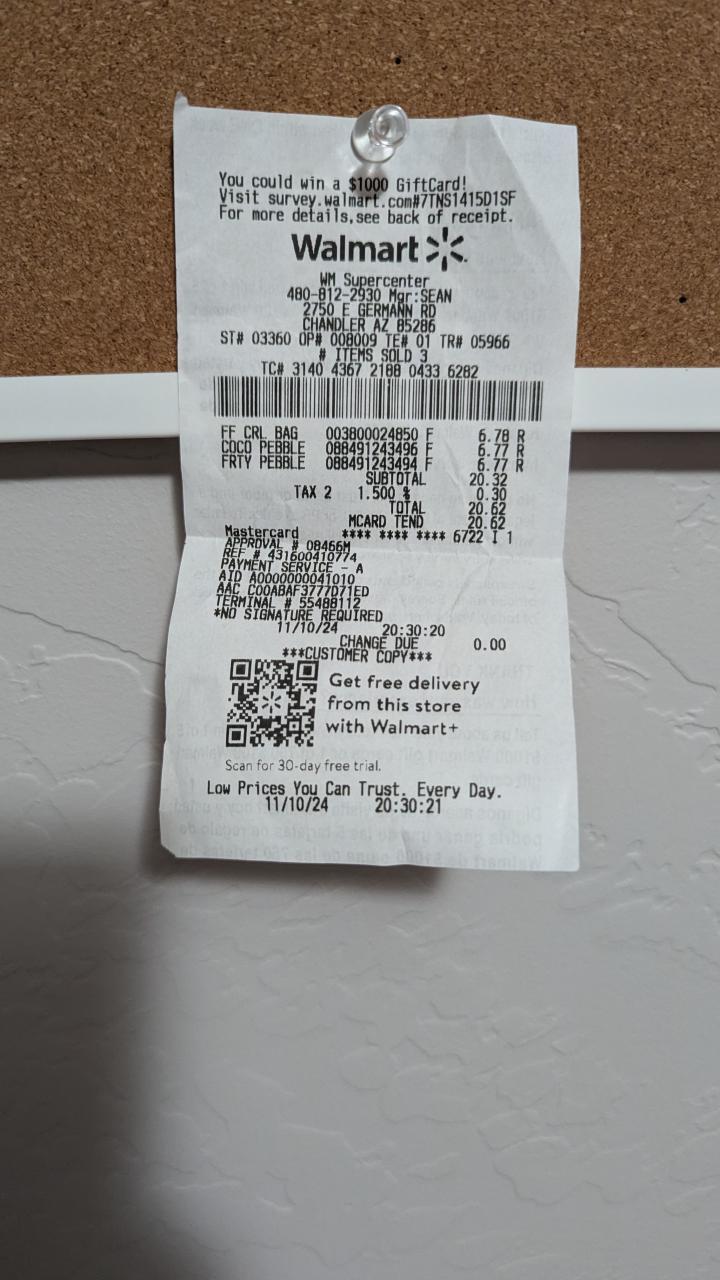 You could win a $1000 GiftCard!
Visit survey.walmart.com#7TNS1415D1SF
For more details,see back of receipt.
Walmart
WM Supercenter
480-812-2930 Mgr:SEAN
2750 E GERMANN RD
CHANDLER AZ 85286
ST# 03360 OP# 008009 TE# 01 TR# 05966
# ITEMS SOLD 3
TC# 3140 4367 2188 0433 6282
FF CRL BAG 003800024850 F 6.78 R
COCO PEBBLE 088491243496 F 6.77 R
FRTY PEBBLE 088491243494 F 6.77 R
SUBTOTAL 20.32
TAX 2 1.500 % 0.30
TOTAL 20.62
MCARD TEND 20.62
Mastercard **** **** **** 6722 I 1
APPROVAL # 08466M
REF # 431600410774
PAYMENT SERVICE - A
AID A0000000041010
AAC C00ABAF3777D71ED
TERMINAL # 55488112
*NO SIGNATURE REQUIRED
11/10/24 20:30:20
CHANGE DUE 0.00
***CUSTOMER COPY***
Get free delivery
from this store
with Walmart+
Scan for 30-day free trial.
Low Prices You Can Trust. Every Day.
11/10/24 20:30:21